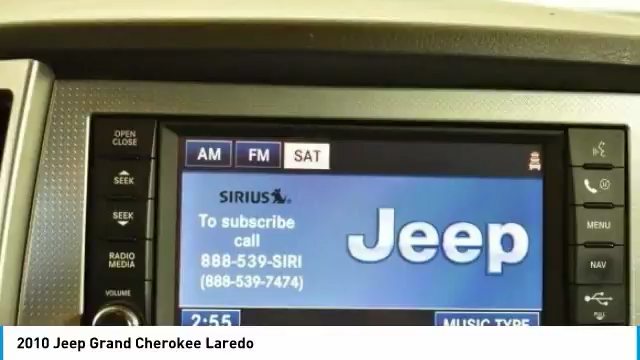 OPEN
CLOSE
SEEK
SEEK
RADIO
MEDIA
VOLUME
AM FM SAT
SIRIUS
To subscribe
call
888-539-SIRI
(888-539-7474)
Jeep
2:55
MUSIC TYPE
MENU
NAV
PULL
2010 Jeep Grand Cherokee Laredo